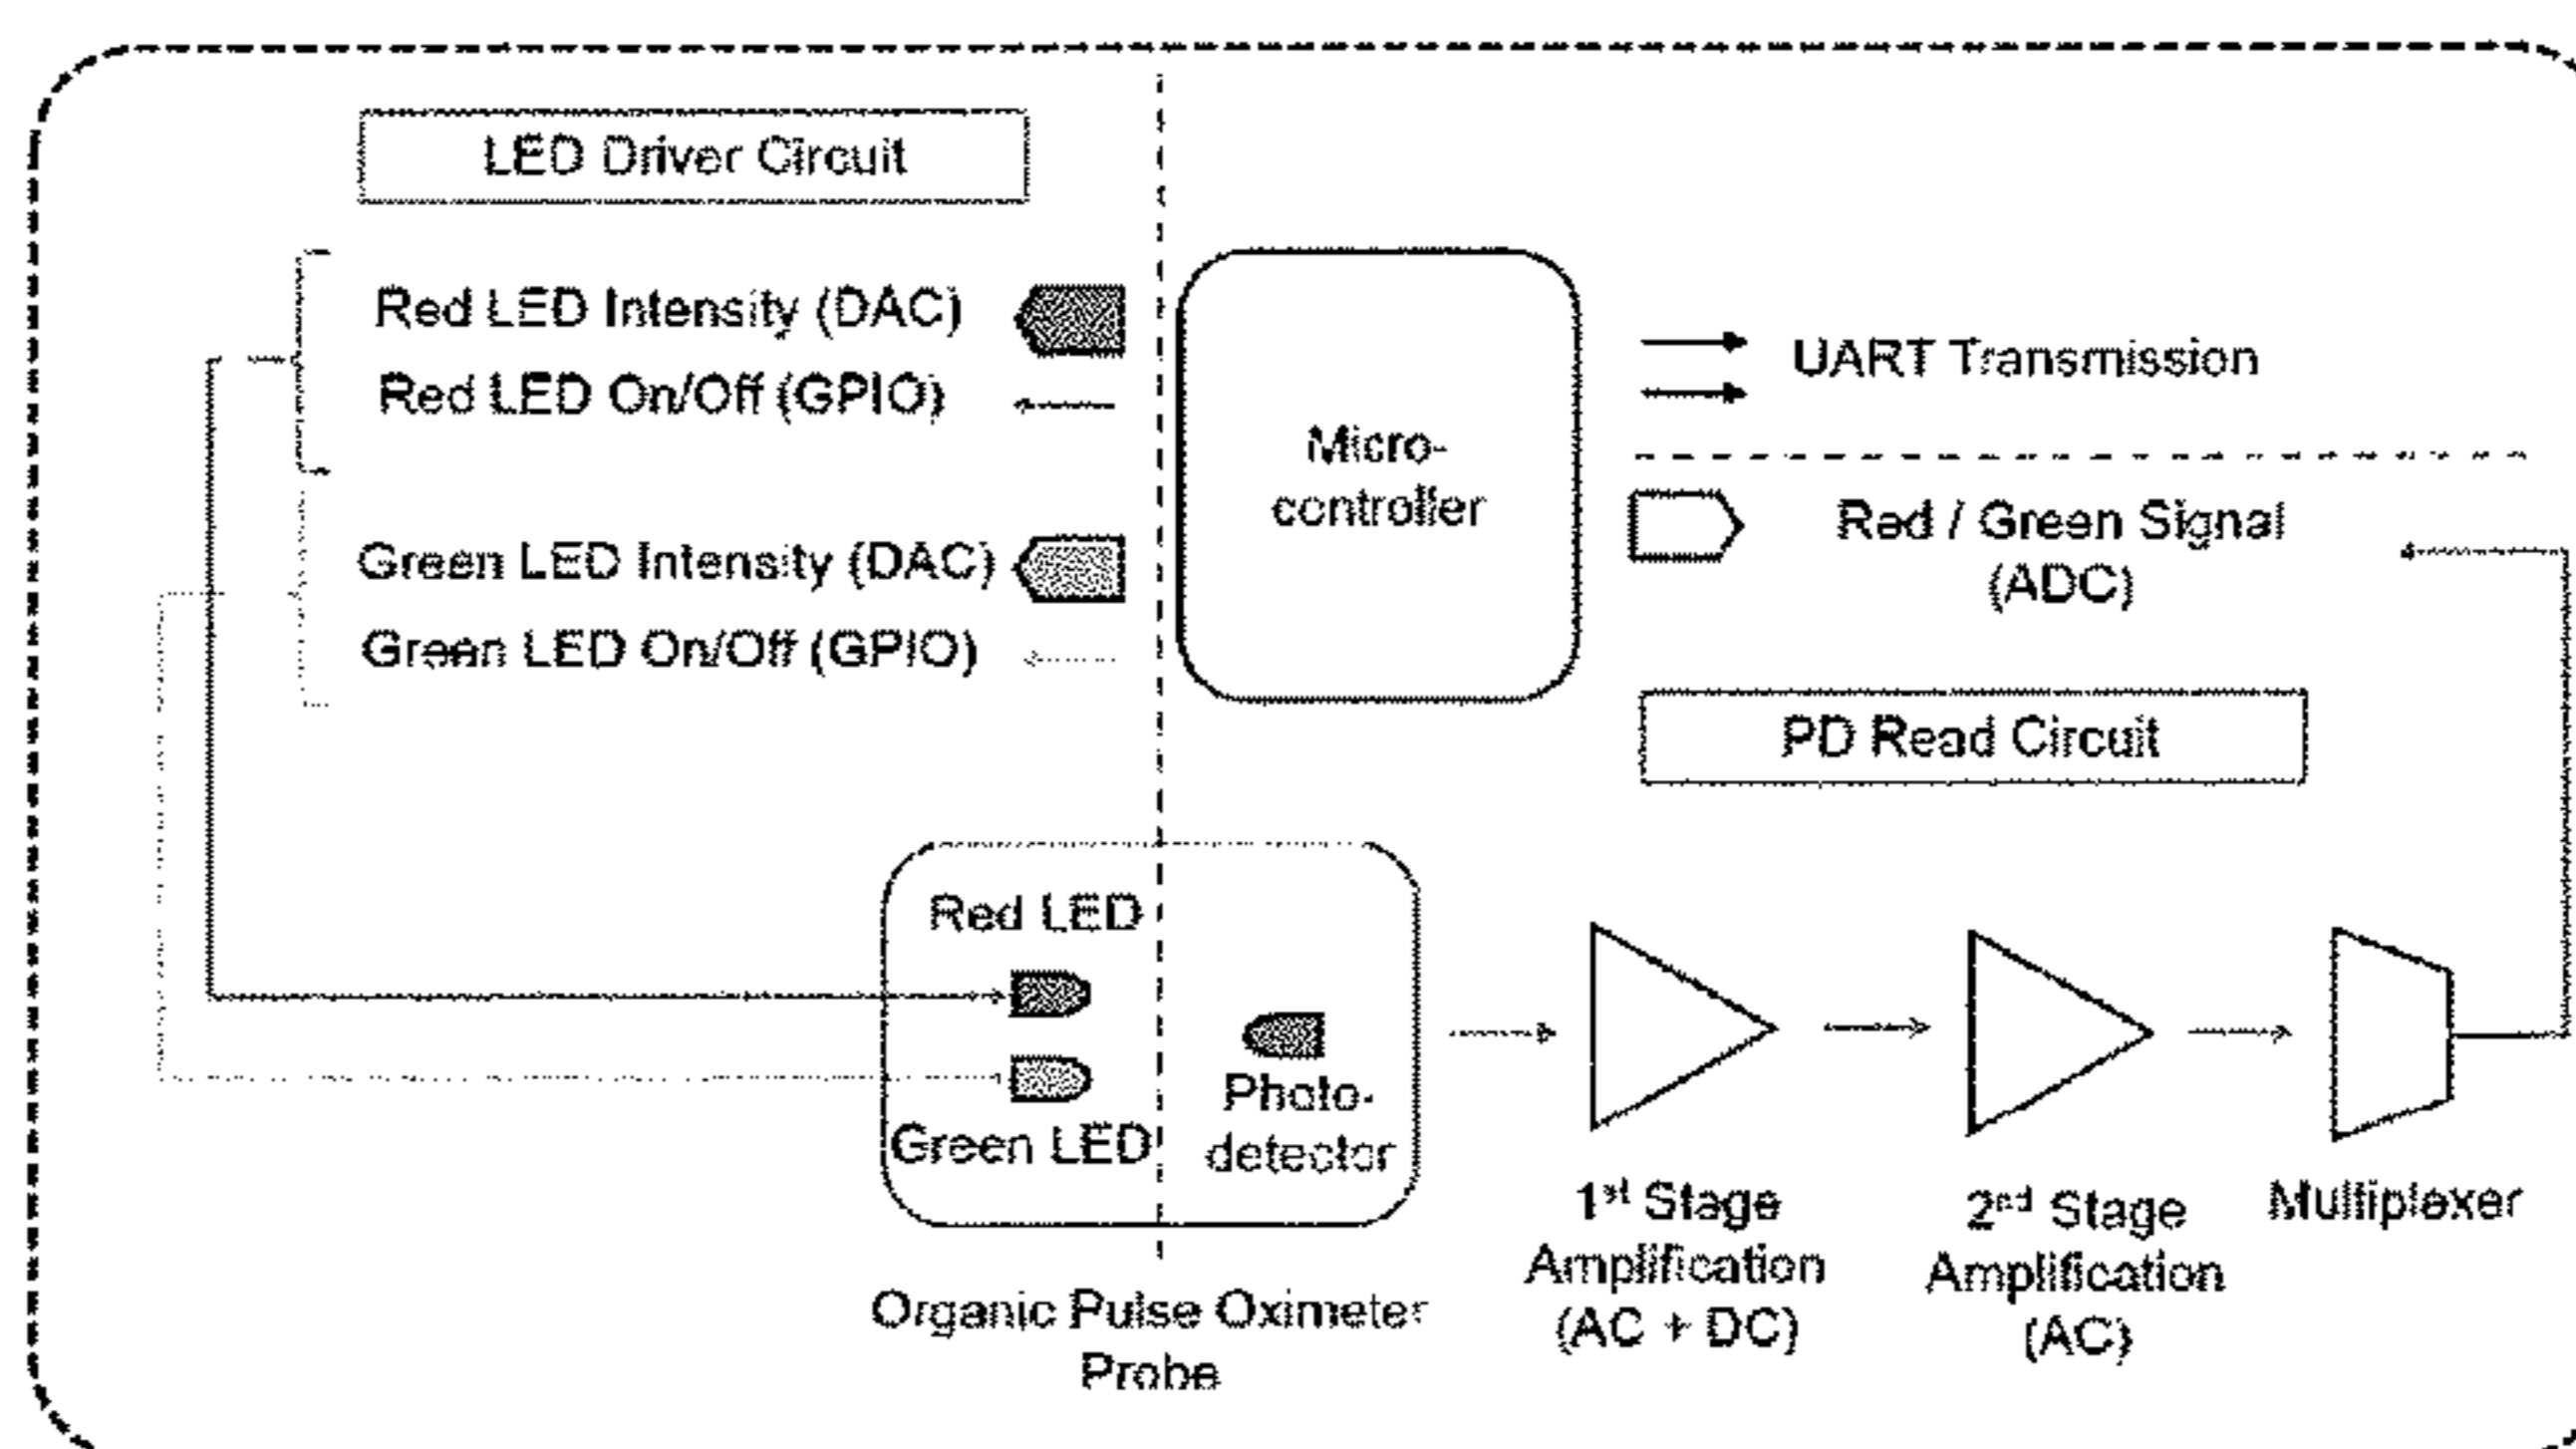 LED Driver Circuit
Red LED Intensity (DAC)
Red LED On/Off (GPIO)
Green LED Intensity (DAC)
Green LED On/Off (GPIO)
Micro-
controller
UART Transmission
Red / Green Signal
(ADC)
PD Read Circuit
Red LED
Green LED
Photo-
detector
Organic Pulse Oximeter
Probe
1st Stage
Amplification
(AC + DC)
2nd Stage
Amplification
(AC)
Multiplexer